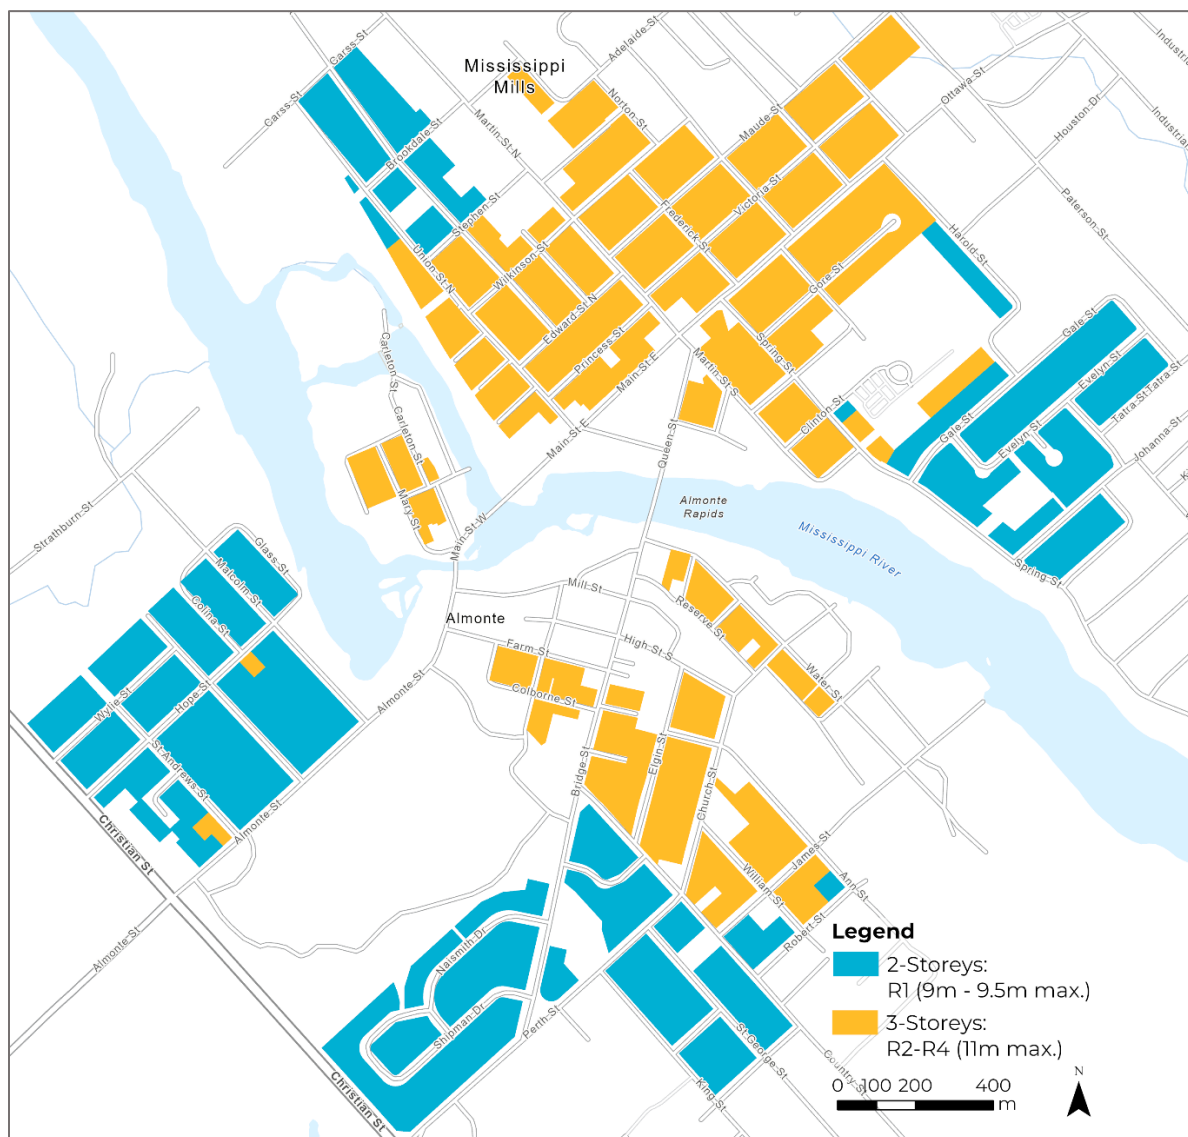 Carss-St
Carss-St
Mississippi
Mills
Adelaide-St
Industrial
Ottawa-St
Houston-Dr
Industrial
Norton-St
Maude-St
Martin-St-N
Brookdale-St
Stephen-St
Victoria-St
Frederick-St
Paterson-St
Harold-St
Union-St-N
Wilkinson-St
Gore-St
Edward-St-N
Princess-St
Main-St-E
Spring-St
Gale-St
Carleton-St
Martin-St-S
Evelyn-St
Tatra-St
Tatra-St
Clinton-St
Gale-St
Evelyn-St
Johanna-St
Carleton-St
Main-St-E
Queen-St
Mary-St
Almonte
Rapids
Mississippi River
Main-St-W
Strathburn-St
Glass-St
Malcolm-St
Colina-St
Spring-St
Mill-St
Reserve-St
Almonte
High-St-S
Farm-St
Water-St
Colborne-St
Wylie-St
Hope-St
Almonte-St
St-Andrews-St
Elgin-St
Bridge-St
Church-St
Almonte-St
Christian St
James-St
Ann-St
William-St
Robert-St
Almonte-St
Naismith-Dr
Shipman-Dr
Perth-St
St-George-St
Country-St
King-St
Christian St
Legend
2-Storeys:
R1 (9m - 9.5m max.)
3-Storeys:
R2-R4 (11m max.)
0 100 200 400
m
N